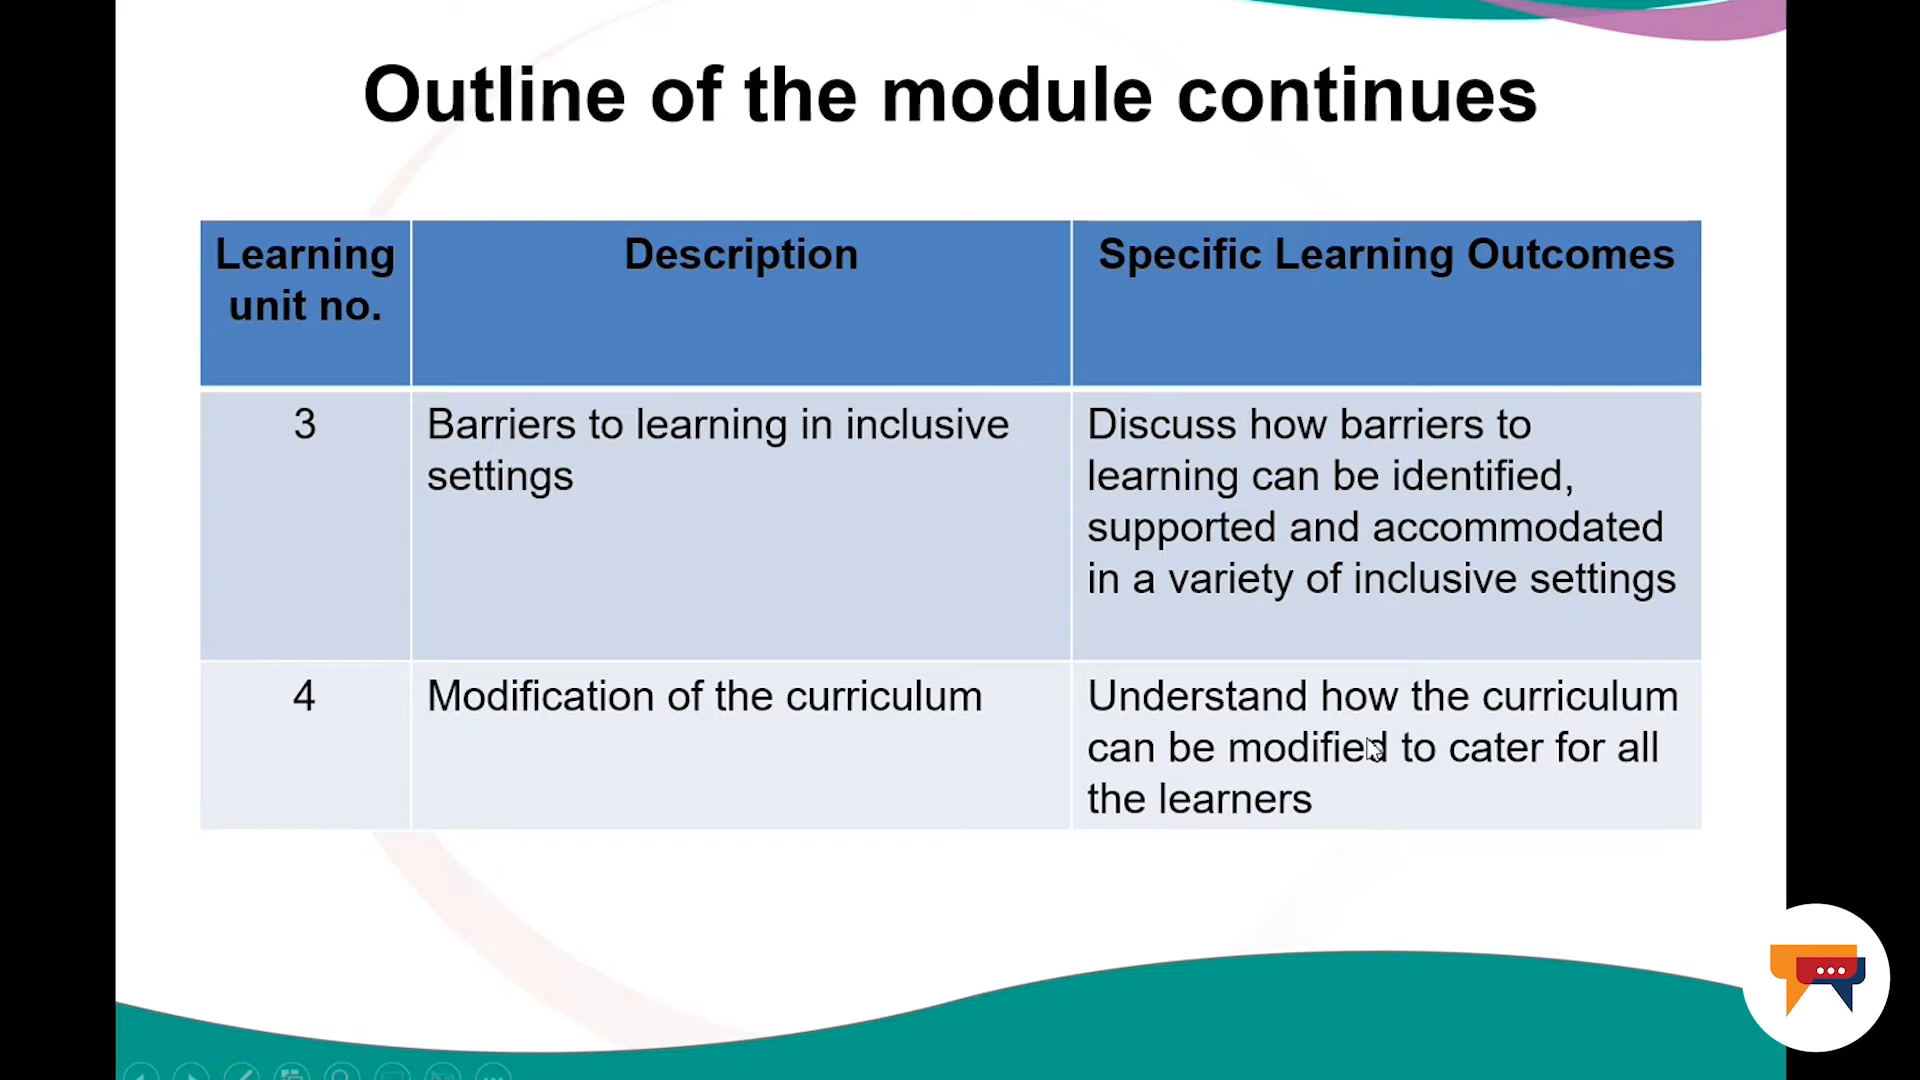 Outline of the module continues
Learning
unit no.
Description
Specific Learning Outcomes
3
Barriers to learning in inclusive
settings
Discuss how barriers to
learning can be identified,
supported and accommodated
in a variety of inclusive settings
4
Modification of the curriculum
Understand how the curriculum
can be modified to cater for all
the learners